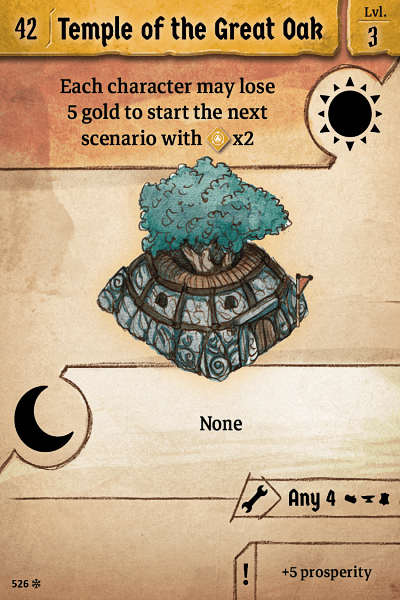 42 Temple of the Great Oak
Lvl.
3
Each character may lose
5 gold to start the next
scenario with x2
None
Any 4
!
+5 prosperity
526